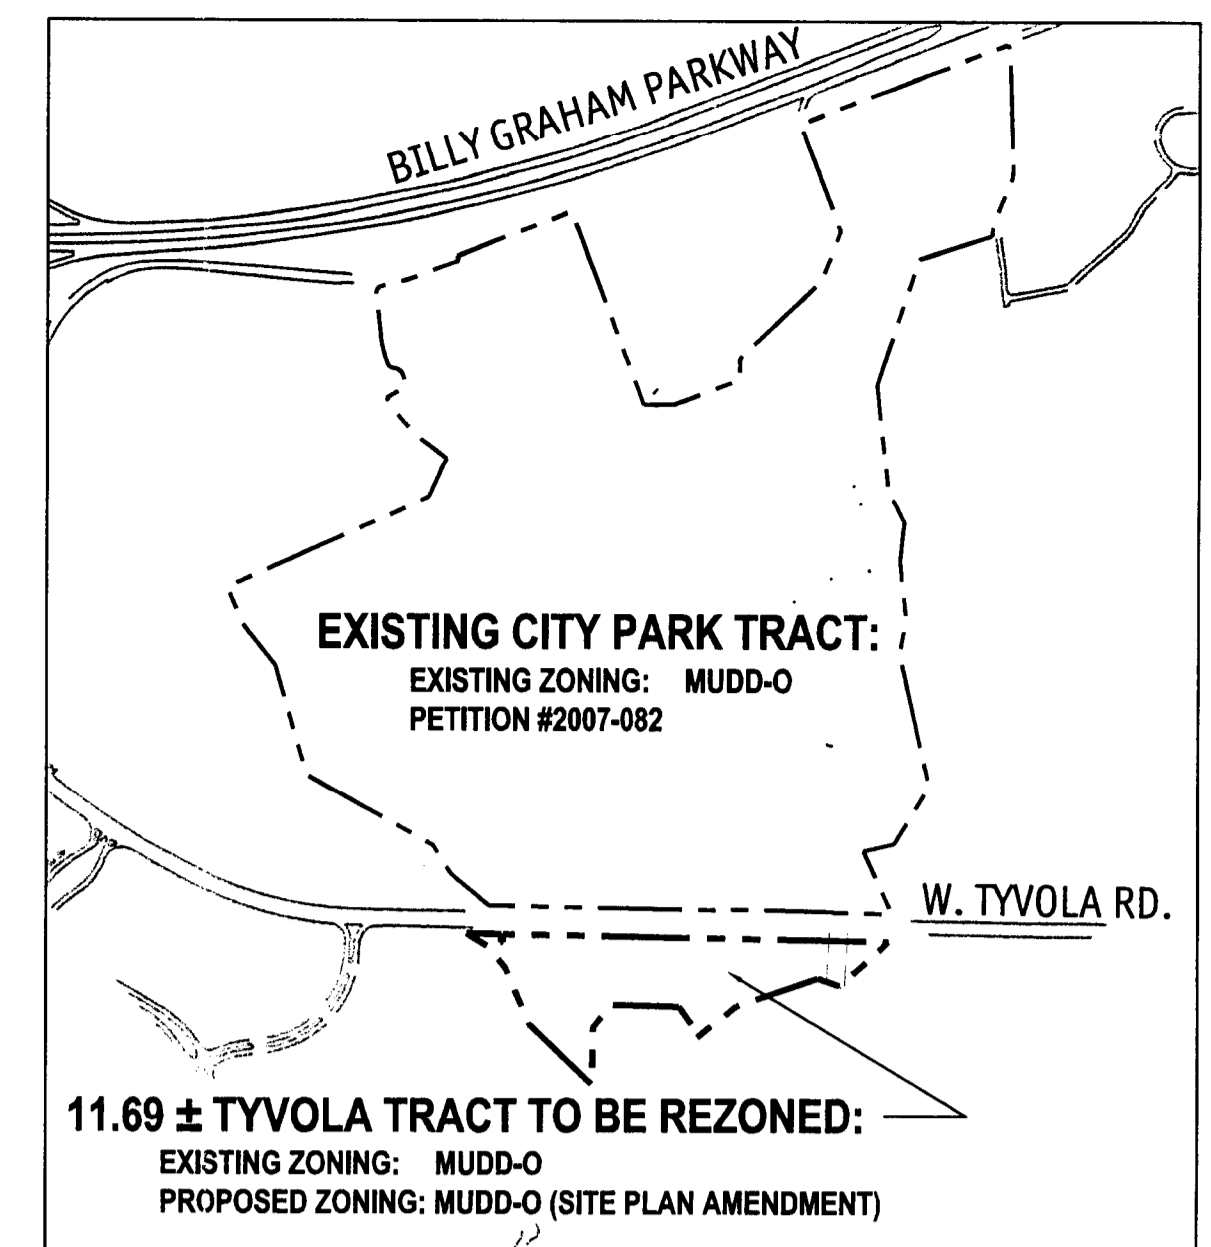 BILLY GRAHAM PARKWAY
EXISTING CITY PARK TRACT:
EXISTING ZONING: MUDD-O
PETITION #2007-082
W. TYVOLA RD.
11.69 ± TYVOLA TRACT TO BE REZONED:
EXISTING ZONING: MUDD-O
PROPOSED ZONING: MUDD-O (SITE PLAN AMENDMENT)